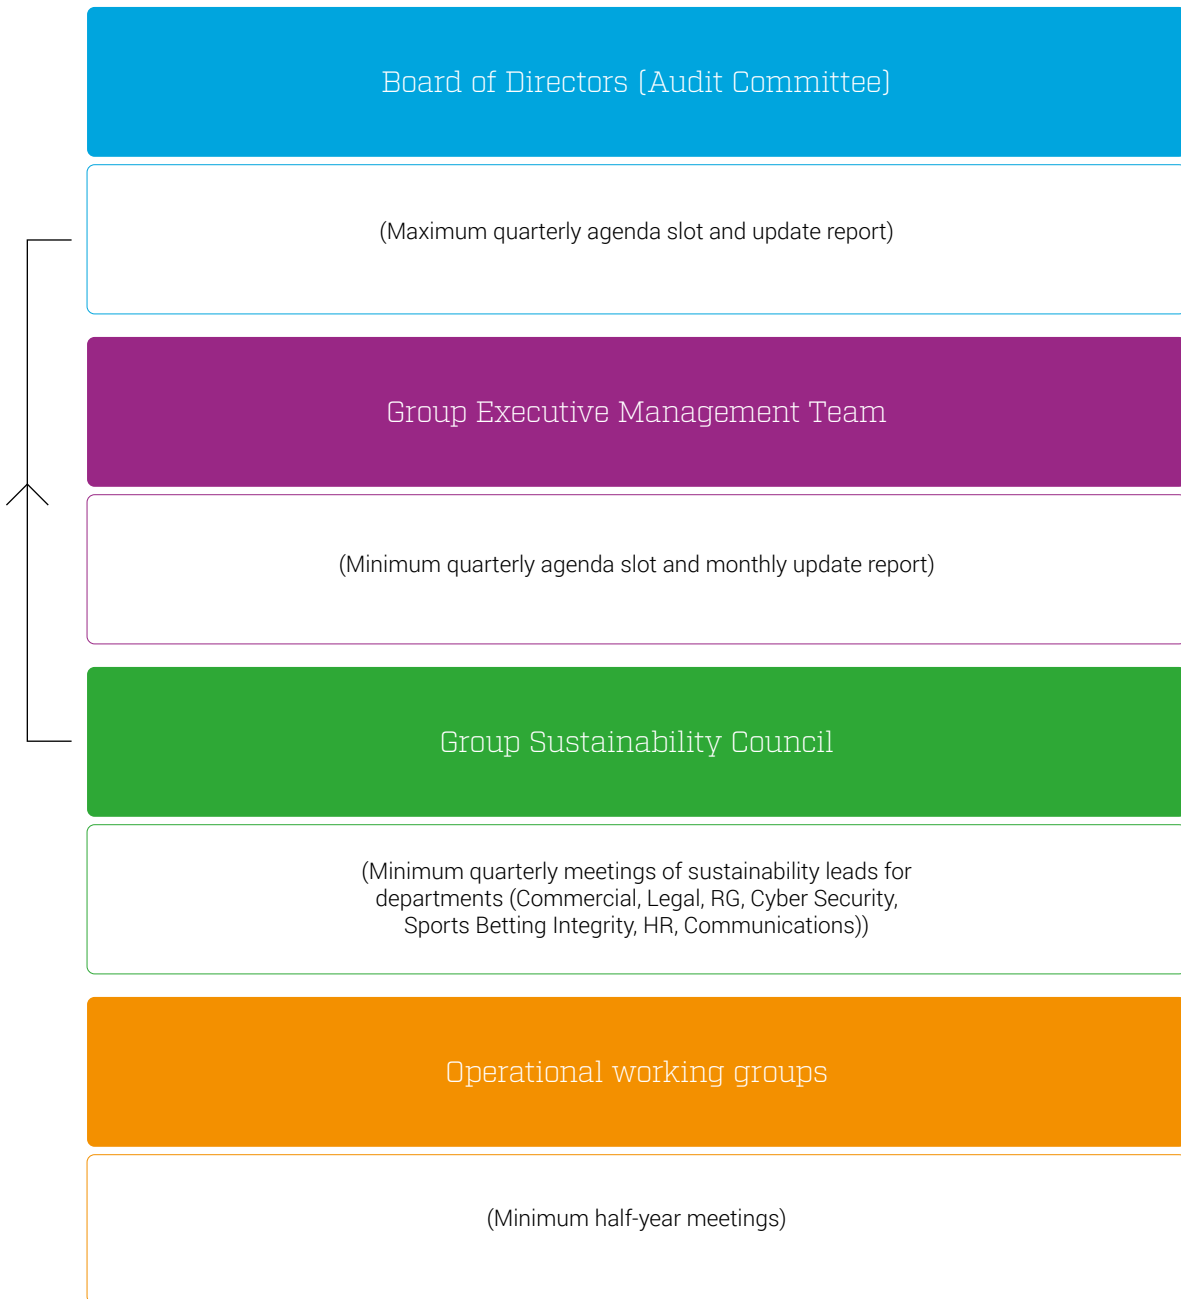 Board of Directors (Audit Committee)
(Maximum quarterly agenda slot and update report)
Group Executive Management Team
(Minimum quarterly agenda slot and monthly update report)
Group Sustainability Council
(Minimum quarterly meetings of sustainability leads for
departments (Commercial, Legal, RG, Cyber Security,
Sports Betting Integrity, HR, Communications))
Operational working groups
(Minimum half-year meetings)